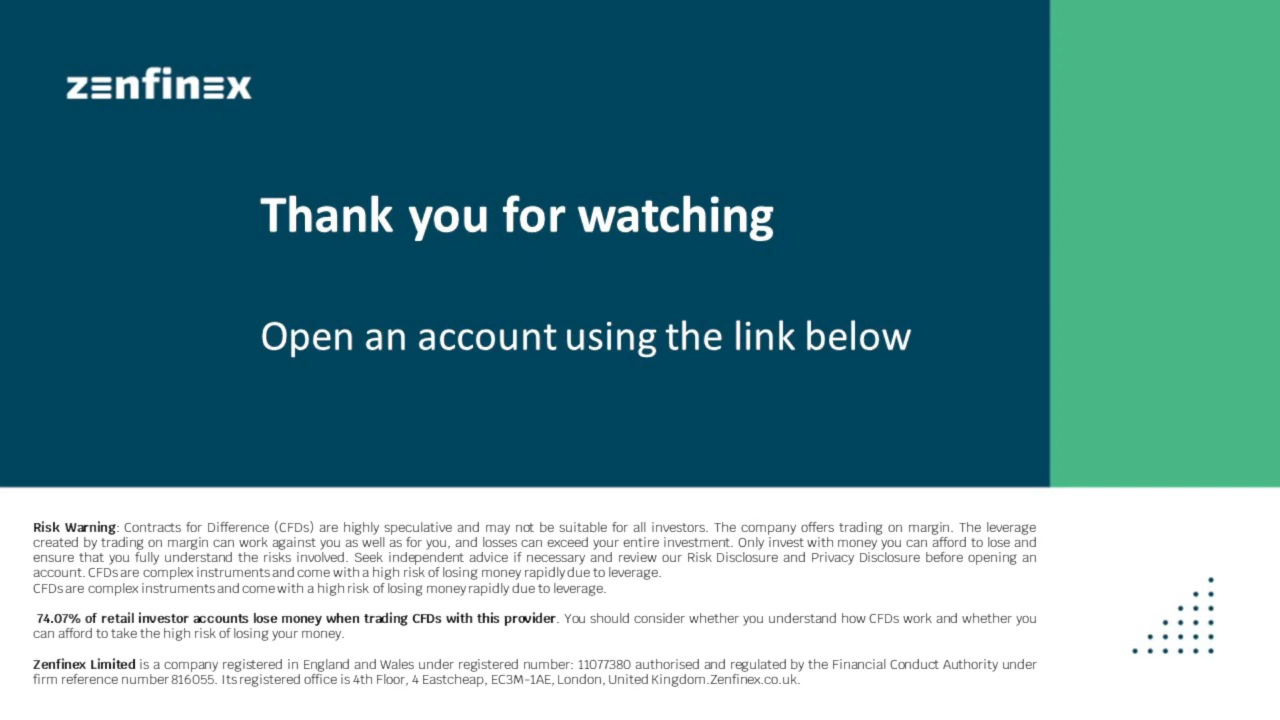 zenfinex
Thank you for watching
Open an account using the link below
Risk Warning: Contracts for Difference (CFDs) are highly speculative and may not be suitable for all investors. The company offers trading on margin. The leverage
created by trading on margin can work against you as well as for you, and losses can exceed your entire investment. Only invest with money you can afford to lose and
ensure that you fully understand the risks involved. Seek independent advice if necessary and review our Risk Disclosure and Privacy Disclosure before opening an
account. CFDs are complex instruments and come with a high risk of losing money rapidly due to leverage.
CFDs are complex instruments and come with a high risk of losing money rapidly due to leverage.
74.07% of retail investor accounts lose money when trading CFDs with this provider. You should consider whether you understand how CFDs work and whether you
can afford to take the high risk of losing your money.
Zenfinex Limited is a company registered in England and Wales under registered number: 11077380 authorised and regulated by the Financial Conduct Authority under
firm reference number 816055. Its registered office is 4th Floor, 4 Eastcheap, EC3M-1AE, London, United Kingdom.Zenfinex.co.uk.